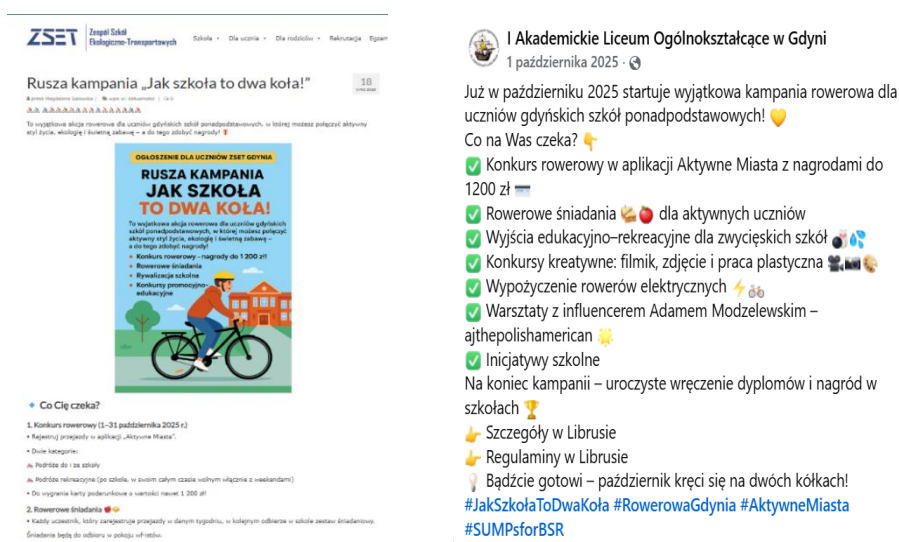 ZSET
Zespół Szkół
Ekologiczno-Transportowych
Szkoła
Dla ucznia
Dla rodziców
Rekrutacja
Egzam
Rusza kampania „Jak szkoła to dwa koła!”
18
To wyjątkowa akcja rowerowa dla uczniów gdyńskich szkół ponadpodstawowych, w której możesz połączyć aktywny
styl życia, ekologię i świetną zabawę – a do tego zdobyć nagrody!
OGŁOSZENIE DLA UCZNIÓW ZSET GDYNIA
RUSZA KAMPANIA
JAK SZKOŁA
TO DWA KOŁA!
To wyjątkowa akcja rowerowa dla uczniów gdyńskich
szkół ponadpodstawowych, w której możesz połączyć
aktywny styl życia, ekologię i świetną zabawę –
a do tego zdobyć nagrody!
• Konkurs rowerowy – nagrody do 1 200 zł!
• Rowerowe śniadania
• Rywalizacja szkolna
• Konkursy promocyjno-
edukacyjne
🔹 Co Cię czeka?
1. Konkurs rowerowy (1–31 października 2025 r.)
• Rejestruj przejazdy w aplikacji „Aktywne Miasta”.
• Dwie kategorie:
🚲 Podróże do i ze szkoły
🚲 Podróże rekreacyjne (po szkole, w swoim całym czasie wolnym włącznie z weekendami)
• Do wygrania karty podarunkowe o wartości nawet 1 200 zł!
2. Rowerowe śniadania 🍎🥪
• Każdy uczestnik, który zarejestruje przejazdy w danym tygodniu, w kolejnym odbierze w szkole zestaw śniadaniowy.
Śniadania będą do odbioru w pokoju wf-istów.
I Akademickie Liceum Ogólnokształcące w Gdyni
1 października 2025 ·
Już w październiku 2025 startuje wyjątkowa kampania rowerowa dla
uczniów gdyńskich szkół ponadpodstawowych! 💛
Co na Was czeka? 👇
✅ Konkurs rowerowy w aplikacji Aktywne Miasta z nagrodami do
1200 zł 💳
✅ Rowerowe śniadania 🥪🍎 dla aktywnych uczniów
✅ Wyjścia edukacyjno–rekreacyjne dla zwycięskich szkół 🎳💦
✅ Konkursy kreatywne: filmik, zdjęcie i praca plastyczna 🎥📷🎨
✅ Wypożyczenie rowerów elektrycznych ⚡🚲
✅ Warsztaty z influencerem Adamem Modzelewskim –
ajthepolishamerican 🌟
✅ Inicjatywy szkolne
Na koniec kampanii – uroczyste wręczenie dyplomów i nagród w
szkołach 🏆
👉 Szczegóły w Librusie
👉 Regulaminy w Librusie
💡 Bądźcie gotowi – październik kręci się na dwóch kółkach!
#JakSzkołaToDwaKoła #RowerowaGdynia #AktywneMiasta
#SUMPsforBSR